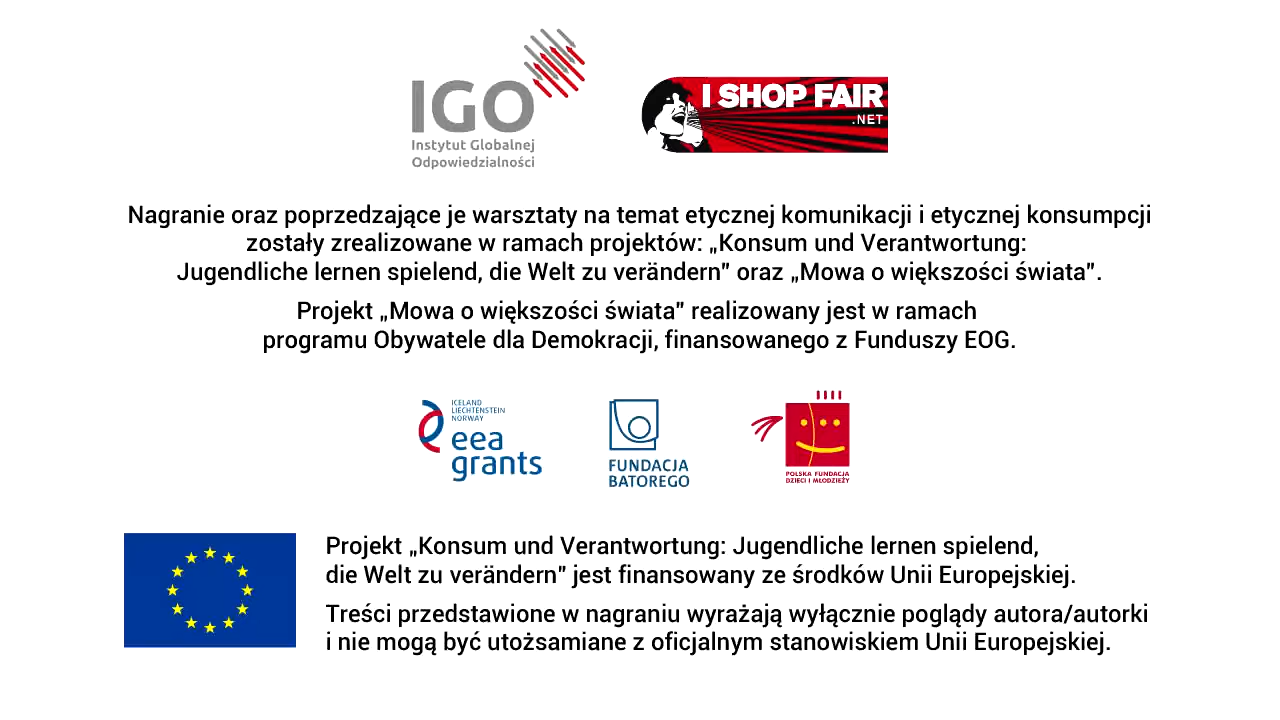 IGO
Instytut Globalnej
Odpowiedzialności
I SHOP FAIR
.NET
Nagranie oraz poprzedzające je warsztaty na temat etycznej komunikacji i etycznej konsumpcji
zostały zrealizowane w ramach projektów: „Konsum und Verantwortung:
Jugendliche lernen spielend, die Welt zu verändern" oraz „Mowa o większości świata".
Projekt „Mowa o większości świata" realizowany jest w ramach
programu Obywatele dla Demokracji, finansowanego z Funduszy EOG.
ICELAND
LIECHTENSTEIN
NORWAY
eea
grants
FUNDACJA
BATOREGO
POLSKA FUNDACJA
DZIECI I MŁODZIEŻY
Projekt „Konsum und Verantwortung: Jugendliche lernen spielend,
die Welt zu verändern" jest finansowany ze środków Unii Europejskiej.
Treści przedstawione w nagraniu wyrażają wyłącznie poglądy autora/autorki
i nie mogą być utożsamiane z oficjalnym stanowiskiem Unii Europejskiej.